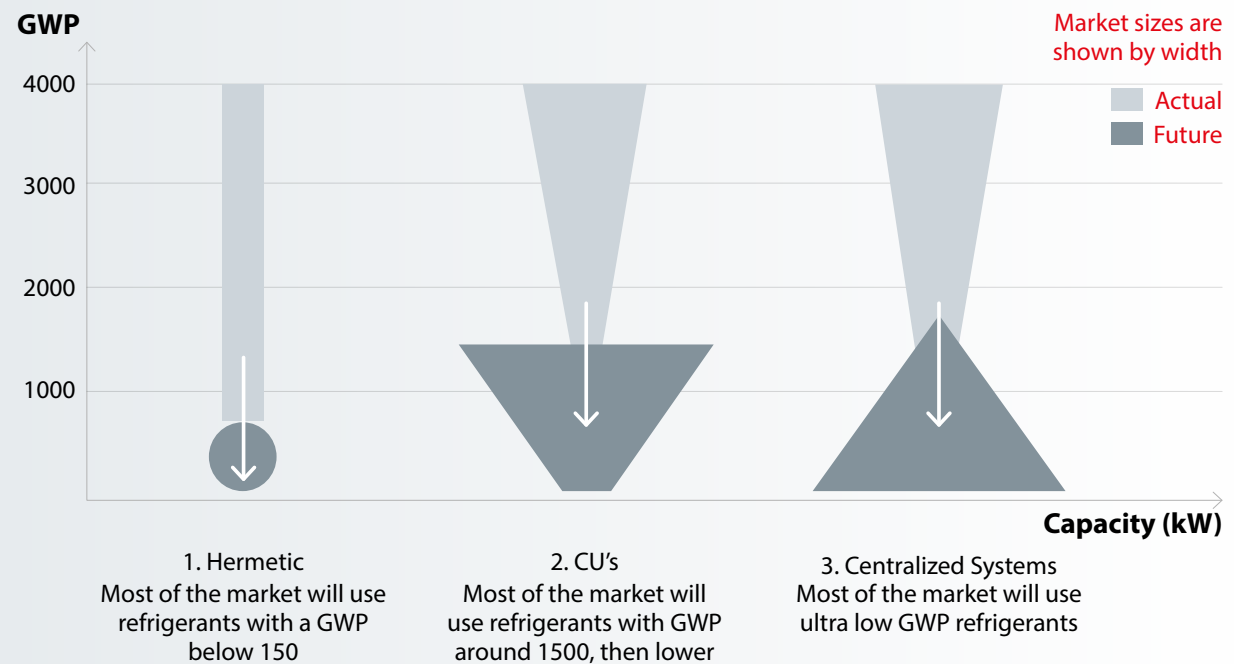 GWP
Market sizes are
shown by width
Actual
Future
4000
3000
2000
1000
Capacity (kW)
1. Hermetic
Most of the market will use
refrigerants with a GWP
below 150
2. CU's
Most of the market will
use refrigerants with GWP
around 1500, then lower
3. Centralized Systems
Most of the market will use
ultra low GWP refrigerants